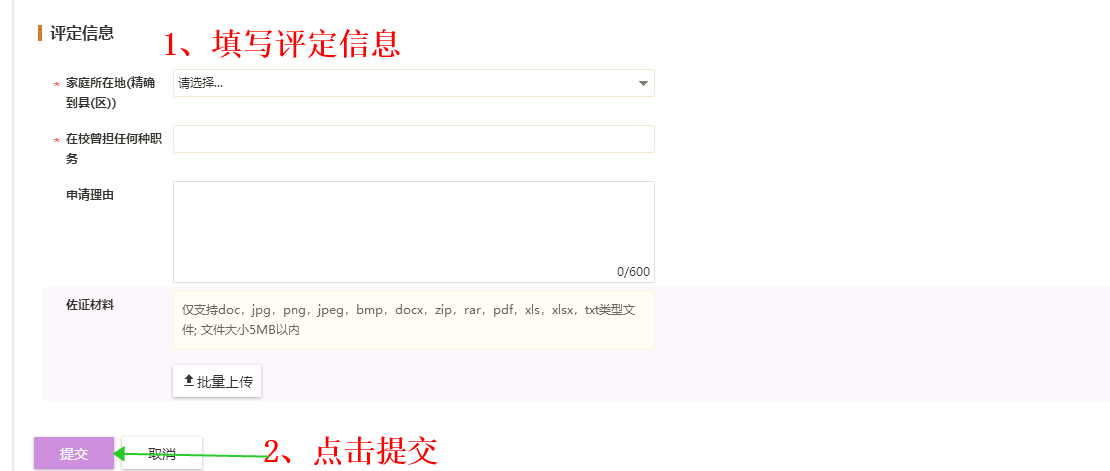 评定信息
1、填写评定信息
* 家庭所在地(精确到县(区))
请选择...
* 在校曾担任何种职务
申请理由
0/600
佐证材料
仅支持doc，jpg，png，jpeg，bmp，docx，zip，rar，pdf，xls，xlsx，txt类型文
件; 文件大小5MB以内
批量上传
提交
取消
2、点击提交